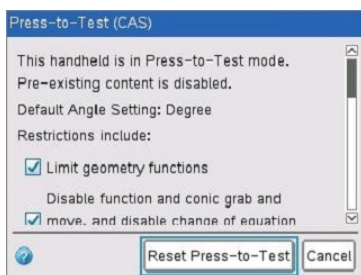 Press-to-Test (CAS)
This handheld is in Press-to-Test mode.
Pre-existing content is disabled.
Default Angle Setting: Degree
Restrictions include:
Limit geometry functions
Disable function and conic grab and
move, and disable change of equation
?
Reset Press-to-Test
Cancel